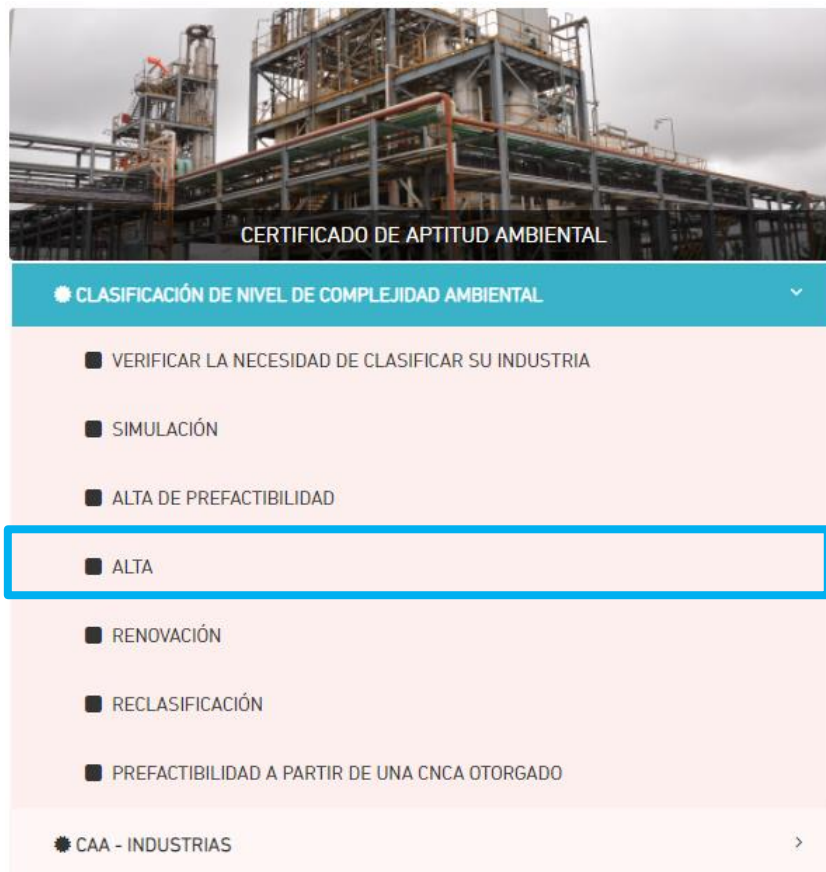 CERTIFICADO DE APTITUD AMBIENTAL
CLASIFICACIÓN DE NIVEL DE COMPLEJIDAD AMBIENTAL
VERIFICAR LA NECESIDAD DE CLASIFICAR SU INDUSTRIA
SIMULACIÓN
ALTA DE PREFACTIBILIDAD
ALTA
RENOVACIÓN
RECLASIFICACIÓN
PREFACTIBILIDAD A PARTIR DE UNA CNCA OTORGADO
CAA - INDUSTRIAS